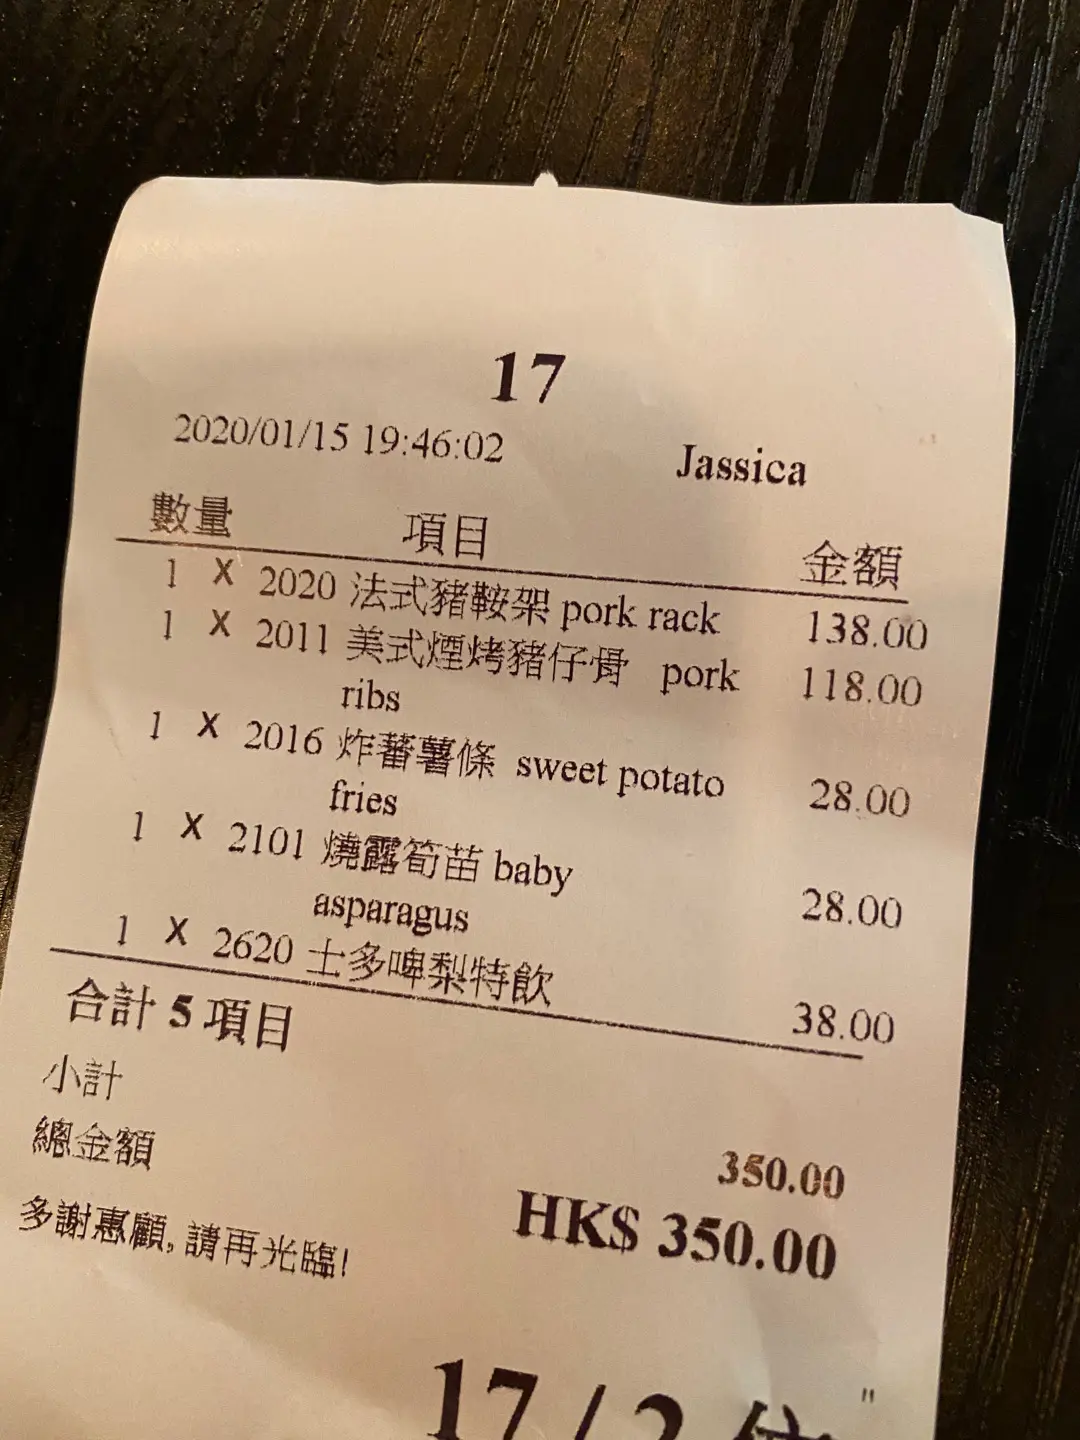 17
2020/01/15 19:46:02 Jassica
數量 項目 金額
1 X 2020 法式豬鞍架 pork rack 138.00
1 X 2011 美式煙烤豬仔骨 pork 118.00
ribs
1 X 2016 炸蕃薯條 sweet potato
fries 28.00
1 X 2101 燒露筍苗 baby
asparagus 28.00
1 X 2620 士多啤梨特飲 38.00
合計 5 項目
小計 350.00
總金額 HK$ 350.00
多謝惠顧, 請再光臨!
17 / 2 位